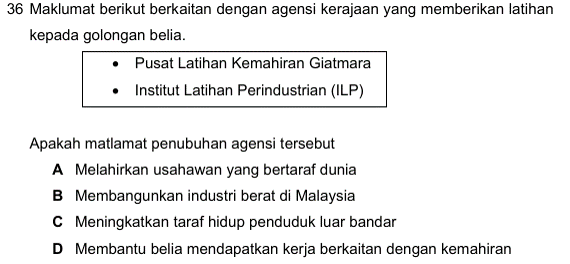 36 Maklumat berikut berkaitan dengan agensi kerajaan yang memberikan latihan
kepada golongan belia.
• Pusat Latihan Kemahiran Giatmara
• Institut Latihan Perindustrian (ILP)
Apakah matlamat penubuhan agensi tersebut
A Melahirkan usahawan yang bertaraf dunia
B Membangunkan industri berat di Malaysia
C Meningkatkan taraf hidup penduduk luar bandar
D Membantu belia mendapatkan kerja berkaitan dengan kemahiran